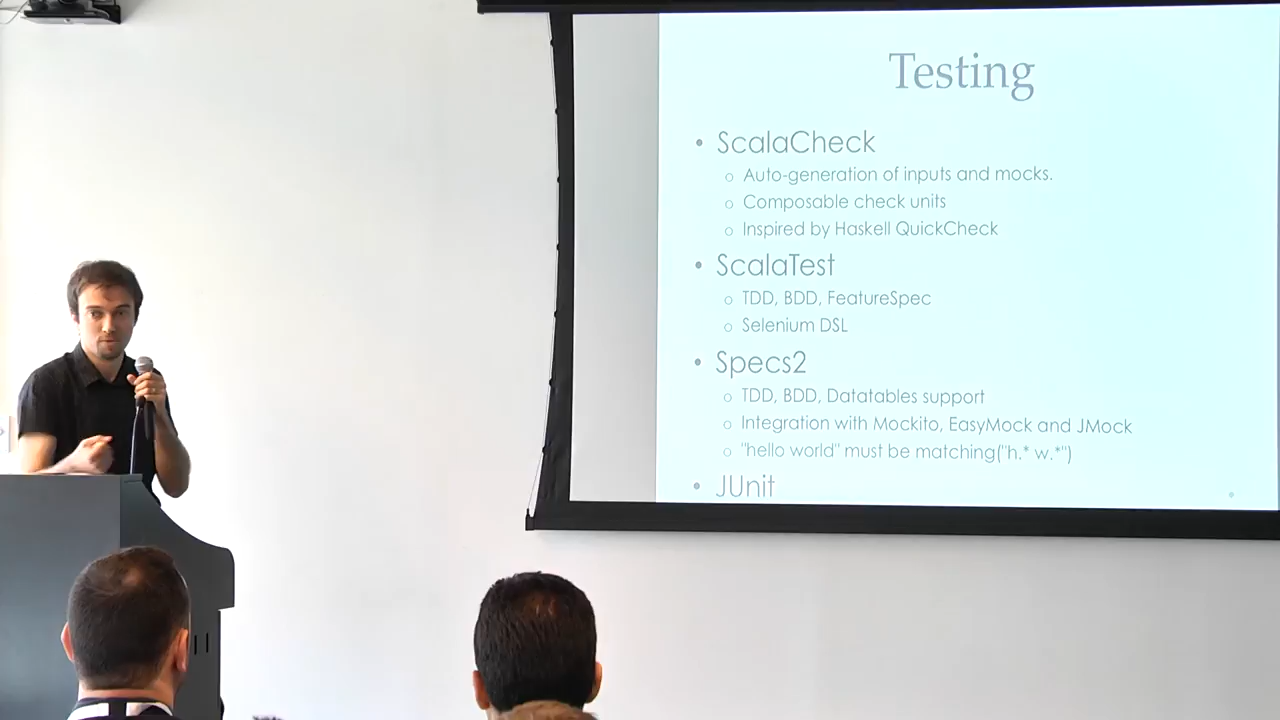 Testing
• ScalaCheck
o Auto-generation of inputs and mocks.
o Composable check units
o Inspired by Haskell QuickCheck
• ScalaTest
o TDD, BDD, FeatureSpec
o Selenium DSL
• Specs2
o TDD, BDD, Datatables support
o Integration with Mockito, EasyMock and JMock
o "hello world" must be matching("h.* w.*")
• JUnit